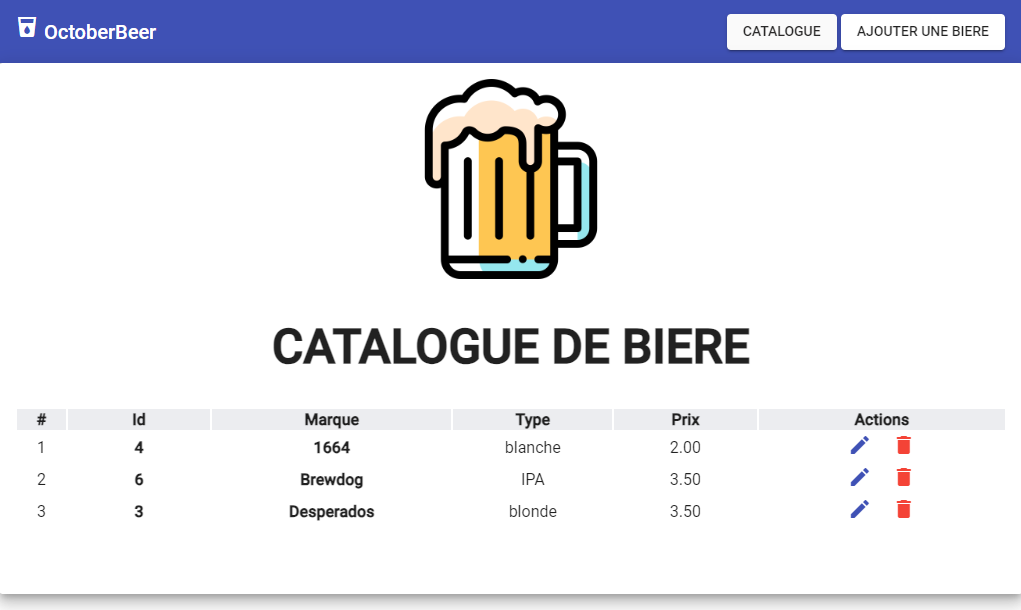 OctoberBeer CATALOGUE AJOUTER UNE BIERE
CATALOGUE DE BIERE
# Id Marque Type Prix Actions
1 4 1664 blanche 2.00
2 6 Brewdog IPA 3.50
3 3 Desperados blonde 3.50